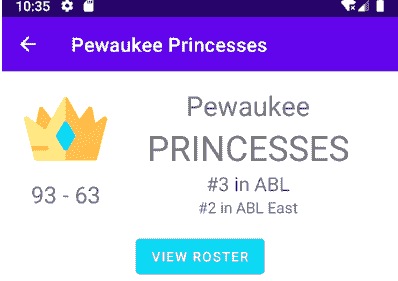 10:35
Pewaukee Princesses
Pewaukee
PRINCESSES
93 - 63
#3 in ABL
#2 in ABL East
VIEW ROSTER